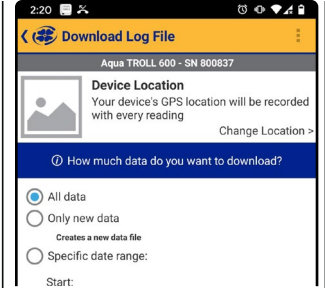 2:20
Download Log File
Aqua TROLL 600 - SN 800837
Device Location
Your device's GPS location will be recorded
with every reading
Change Location >
How much data do you want to download?
All data
Only new data
Creates a new data file
Specific date range:
Start: